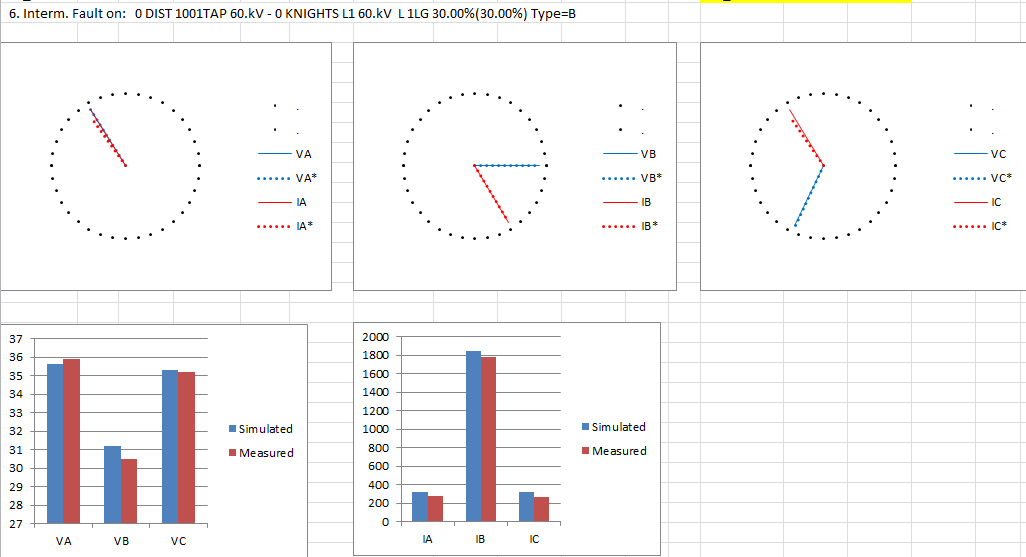 6. Interm. Fault on: 0 DIST 1001TAP 60.kV - 0 KNIGHTS L1 60.kV L 1LG 30.00%(30.00%) Type=B
.
.
VA
VA*
IA
IA*
.
.
VB
VB*
IB
IB*
.
.
VC
VC*
IC
IC*
37
36
35
34
33
32
31
30
29
28
27
VA VB VC
Simulated
Measured
2000
1800
1600
1400
1200
1000
800
600
400
200
0
IA IB IC
Simulated
Measured